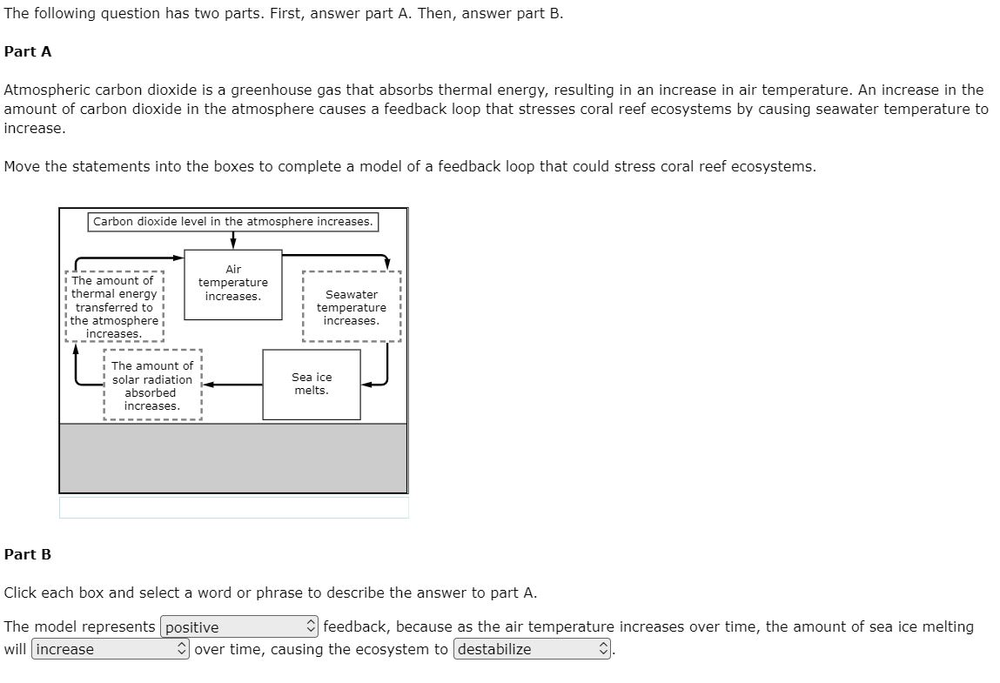 The following question has two parts. First, answer part A. Then, answer part B.
Part A
Atmospheric carbon dioxide is a greenhouse gas that absorbs thermal energy, resulting in an increase in air temperature. An increase in the
amount of carbon dioxide in the atmosphere causes a feedback loop that stresses coral reef ecosystems by causing seawater temperature to
increase.
Move the statements into the boxes to complete a model of a feedback loop that could stress coral reef ecosystems.
Carbon dioxide level in the atmosphere increases.
Air
temperature
increases.
Seawater
temperature
increases.
Sea ice
melts.
The amount of
solar radiation
absorbed
increases.
The amount of
thermal energy
transferred to
the atmosphere
increases.
Part B
Click each box and select a word or phrase to describe the answer to part A.
The model represents positive feedback, because as the air temperature increases over time, the amount of sea ice melting
will increase over time, causing the ecosystem to destabilize.